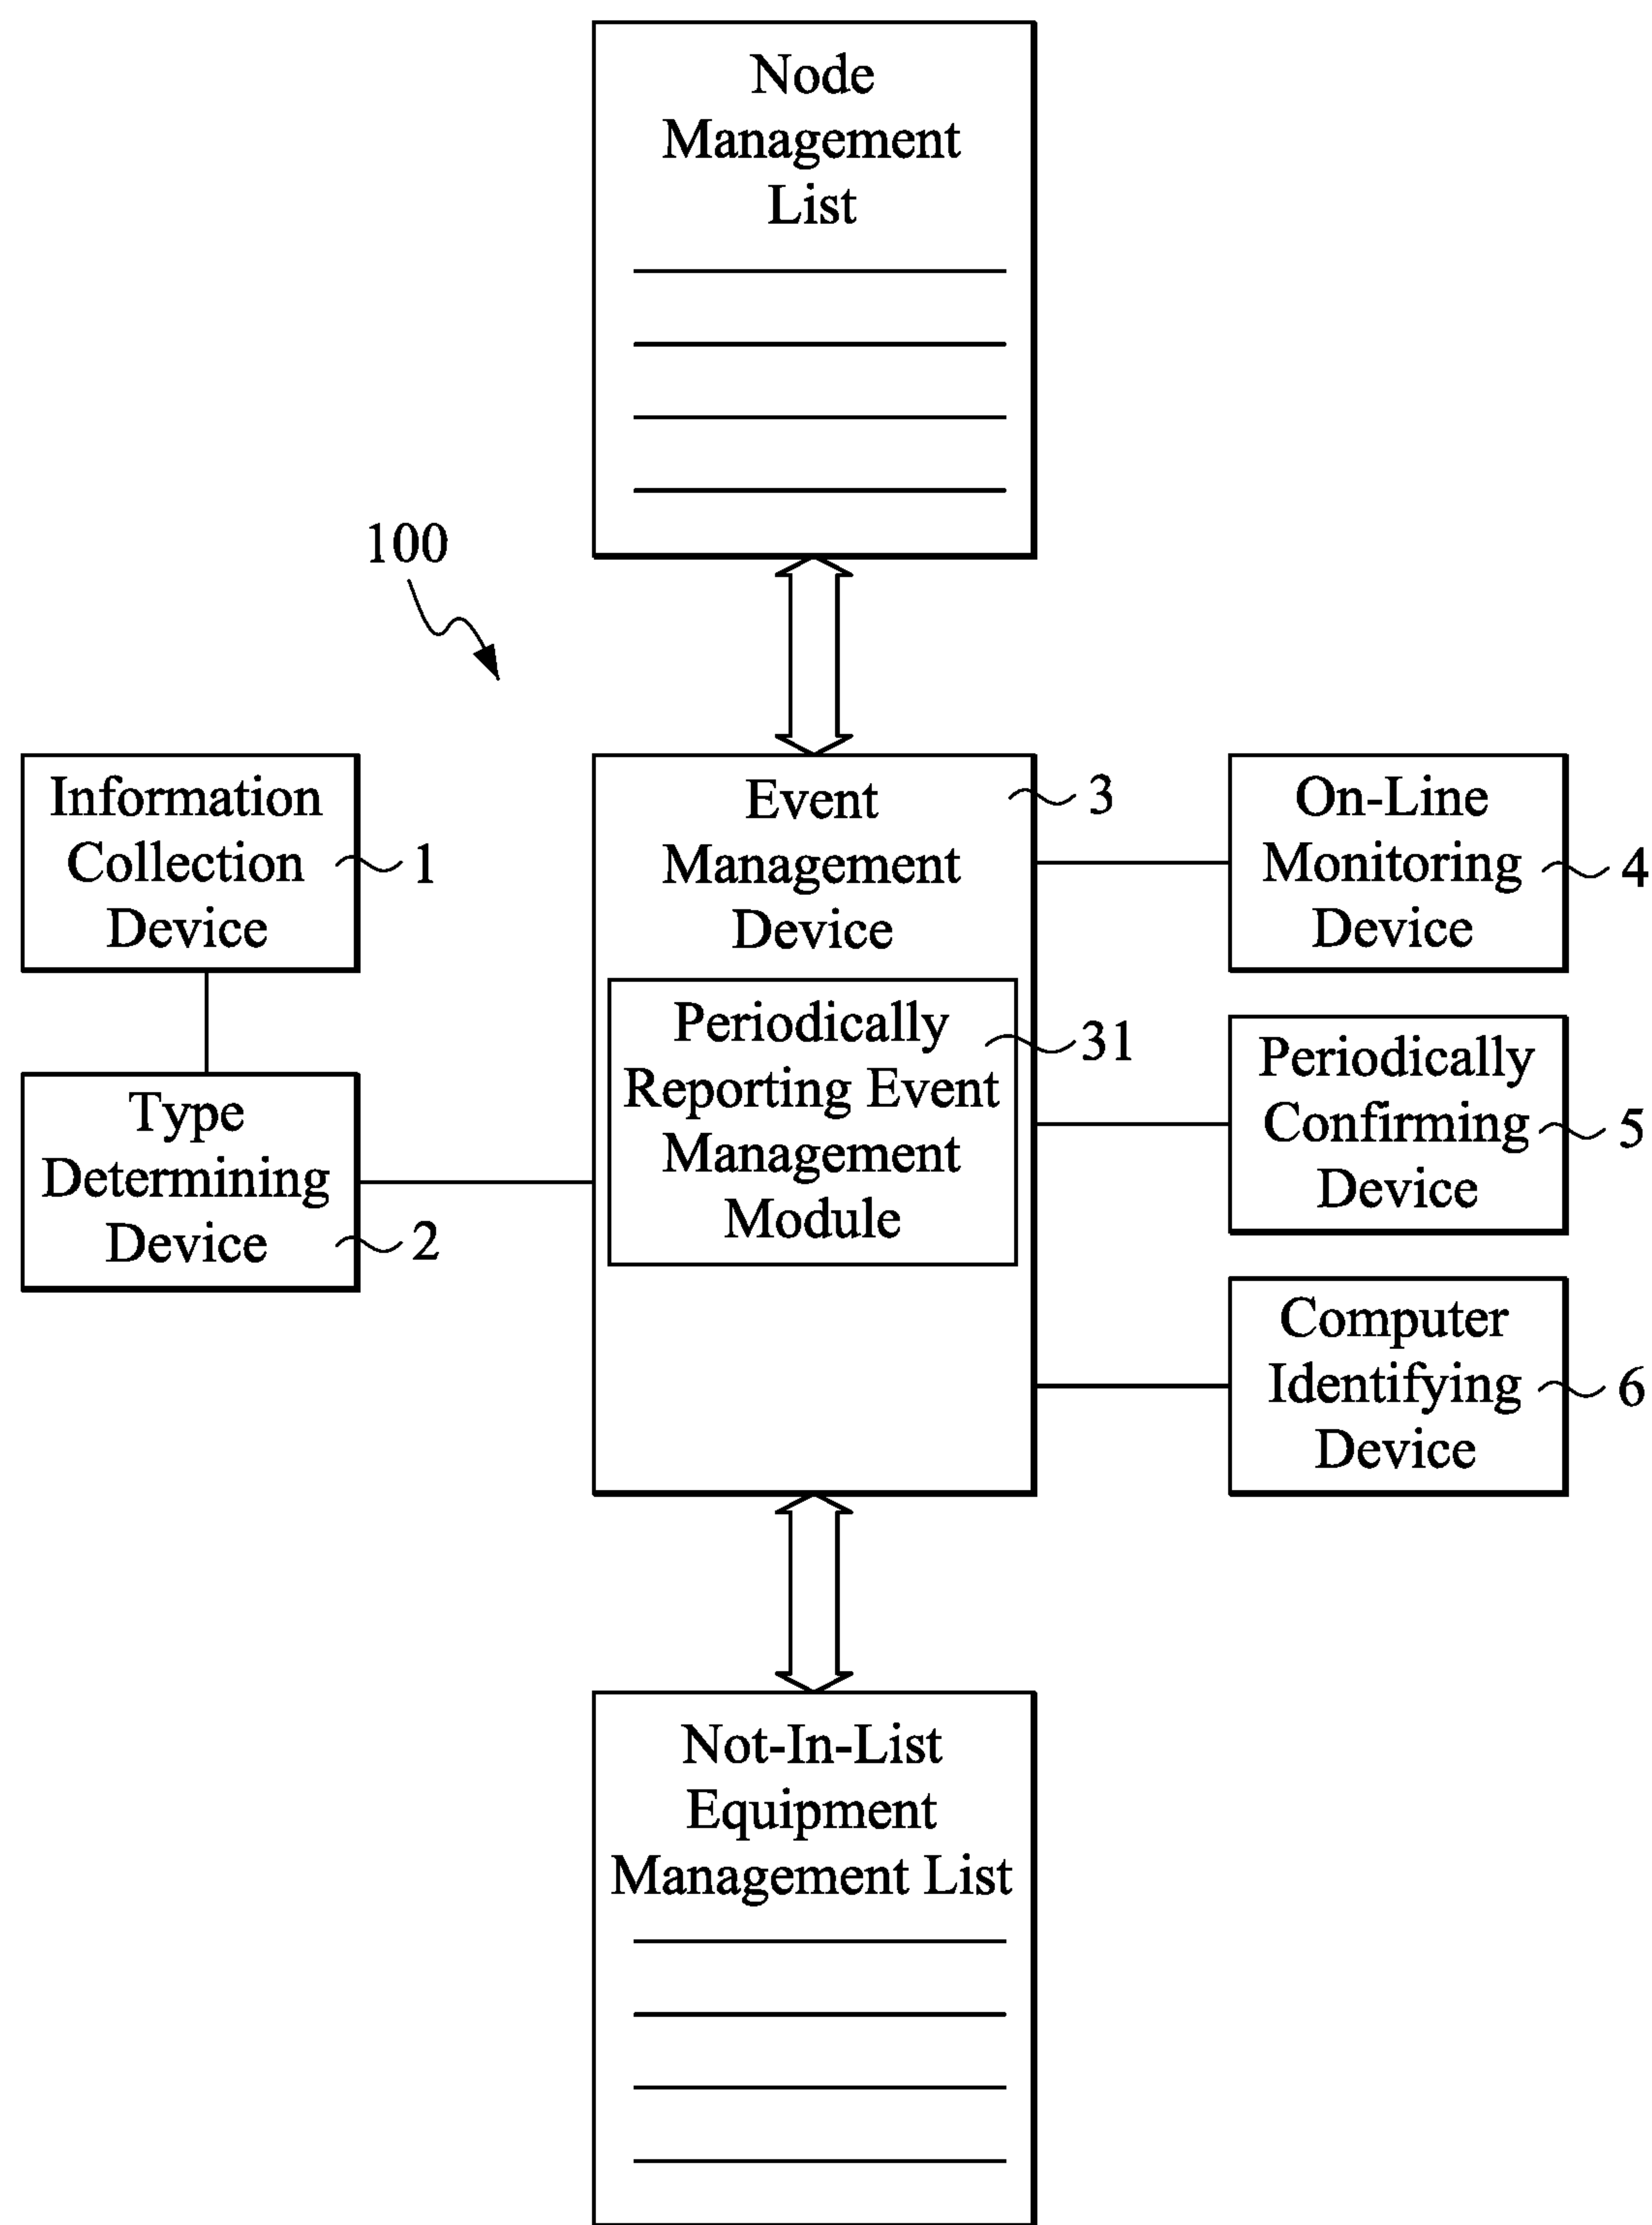 Node
Management
List
100
Information
Collection
Device
1
Type
Determining
Device
2
Event
Management
Device
3
Periodically
Reporting Event
Management
Module
31
On-Line
Monitoring
Device
4
Periodically
Confirming
Device
5
Computer
Identifying
Device
6
Not-In-List
Equipment
Management List